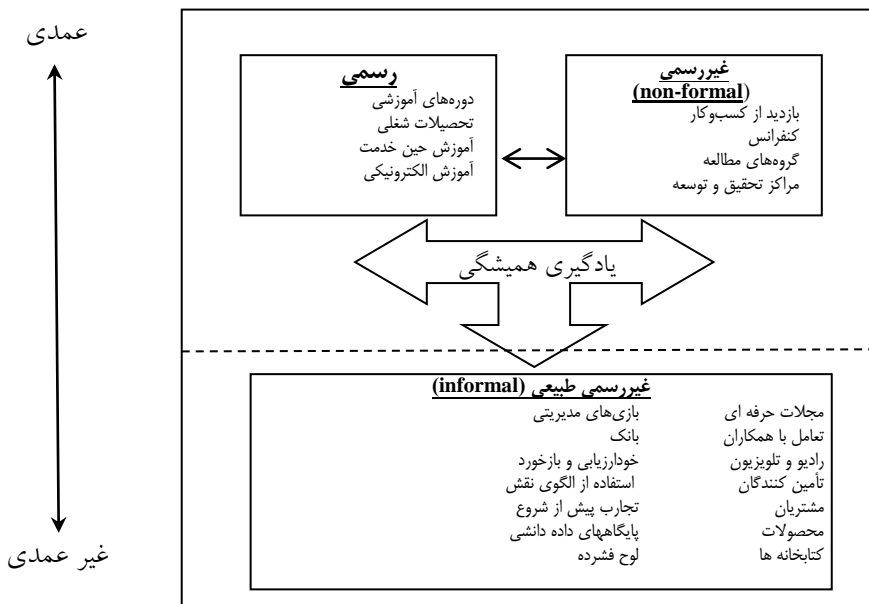 عمدی
رسمی
دوره‌های آموزشی
تحصیلات شغلی
آموزش حین خدمت
آموزش الکترونیکی
غیررسمی
(non-formal)
بازدید از کسب‌وکار
کنفرانس
گروه‌های مطالعه
مراکز تحقیق و توسعه
یادگیری همیشگی
غیررسمی طبیعی (informal)
مجلات حرفه ای
تعامل با همکاران
رادیو و تلویزیون
تأمین کنندگان
مشتریان
محصولات
کتابخانه ها
بازی‌های مدیریتی
بانک
خودارزیابی و بازخورد
استفاده از الگوی نقش
تجارب پیش از شروع
پایگاههای داده دانشی
لوح فشرده
غیر عمدی